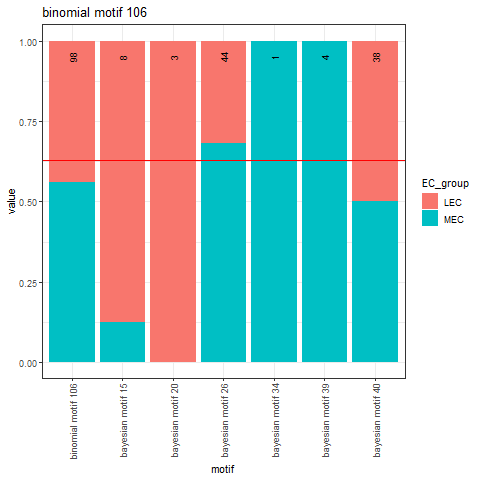 binomial motif 106
1.00
0.75
0.50
0.25
0.00
value
98
8
3
44
1
4
38
binomial motif 106
bayesian motif 15
bayesian motif 20
bayesian motif 26
bayesian motif 34
bayesian motif 39
bayesian motif 40
motif
EC_group
LEC
MEC